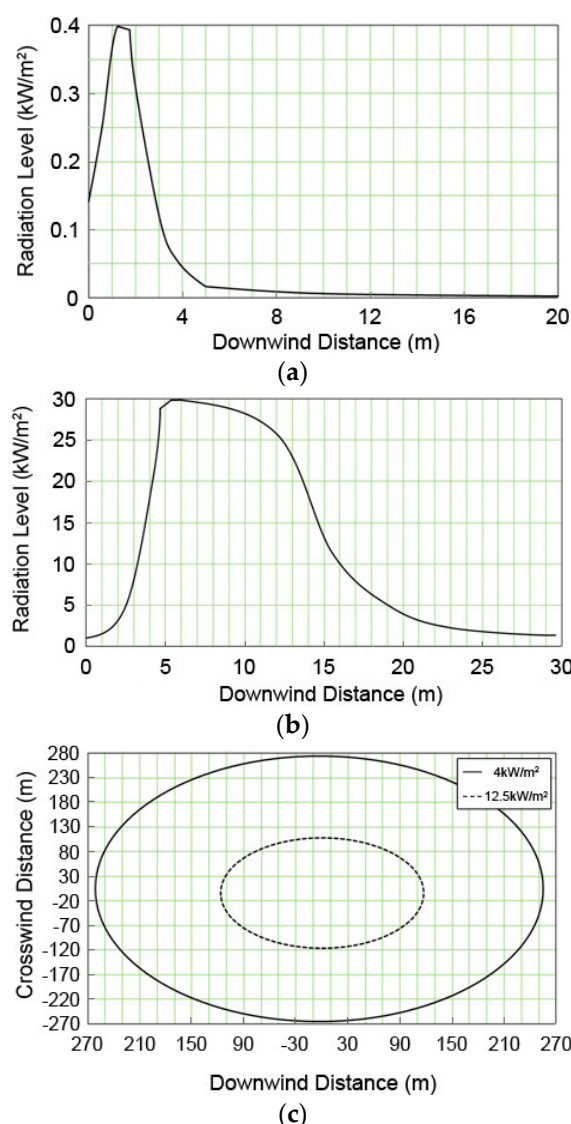 0.4
0.3
0.2
0.1
0
Radiation Level (kW/m²)
0 4 8 12 16 20
Downwind Distance (m)
(a)
30
25
20
15
10
5
0
Radiation Level (kW/m²)
0 5 10 15 20 25 30
Downwind Distance (m)
(b)
280
230
180
130
80
30
-20
-70
-120
-170
-220
-270
Crosswind Distance (m)
4kW/m²
12.5kW/m²
270 210 150 90 -30 30 90 150 210 270
Downwind Distance (m)
(c)